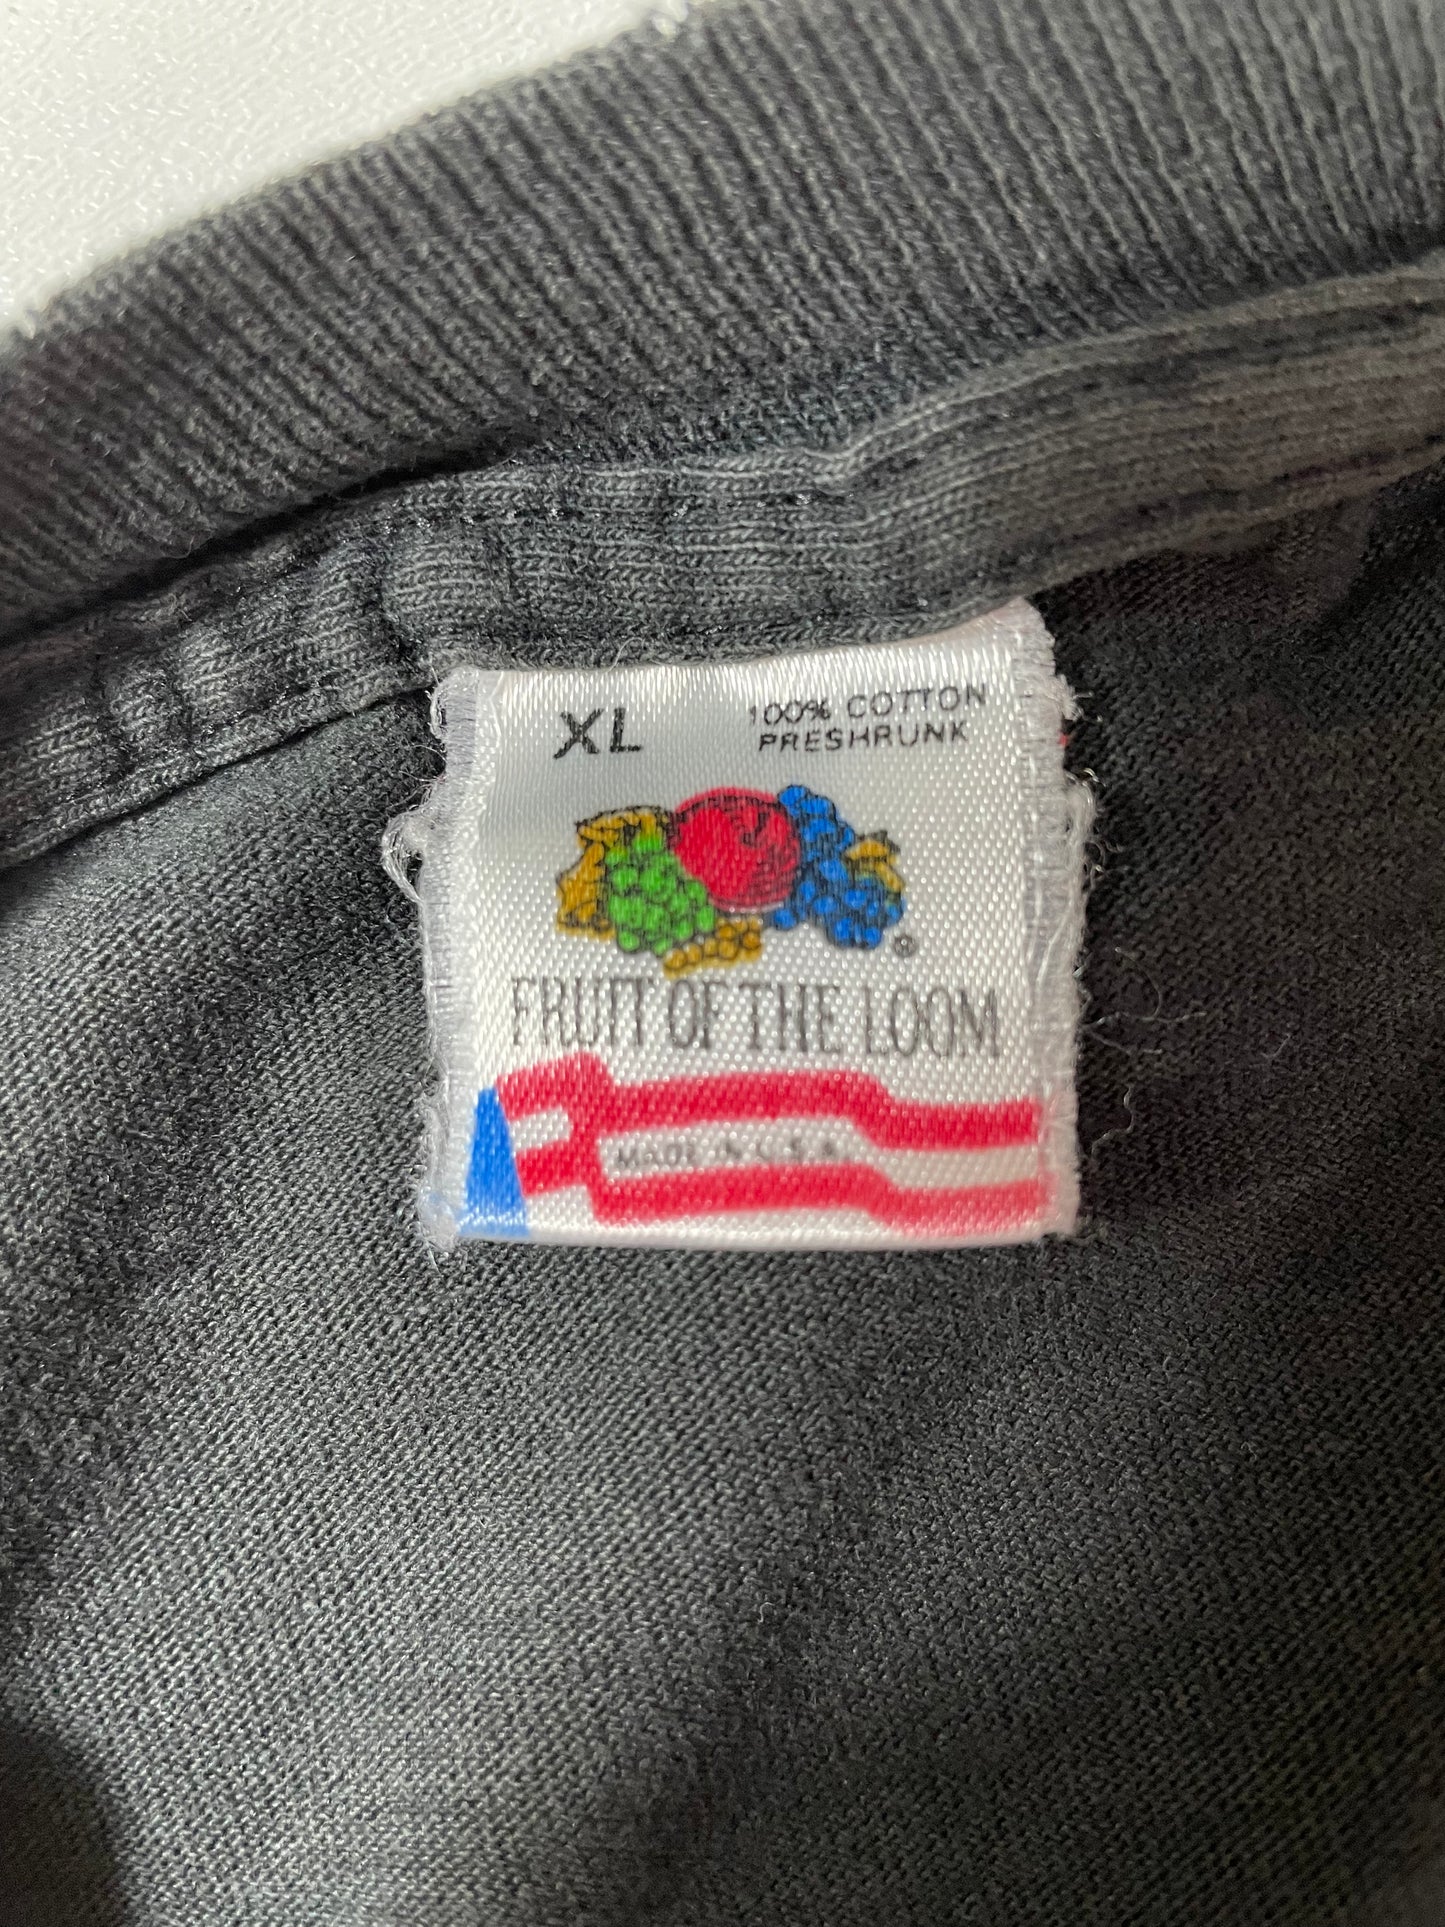 XL
100% COTTON
PRESHRUNK
®
FRUIT OF THE LOOM
MADE IN U.S.A.